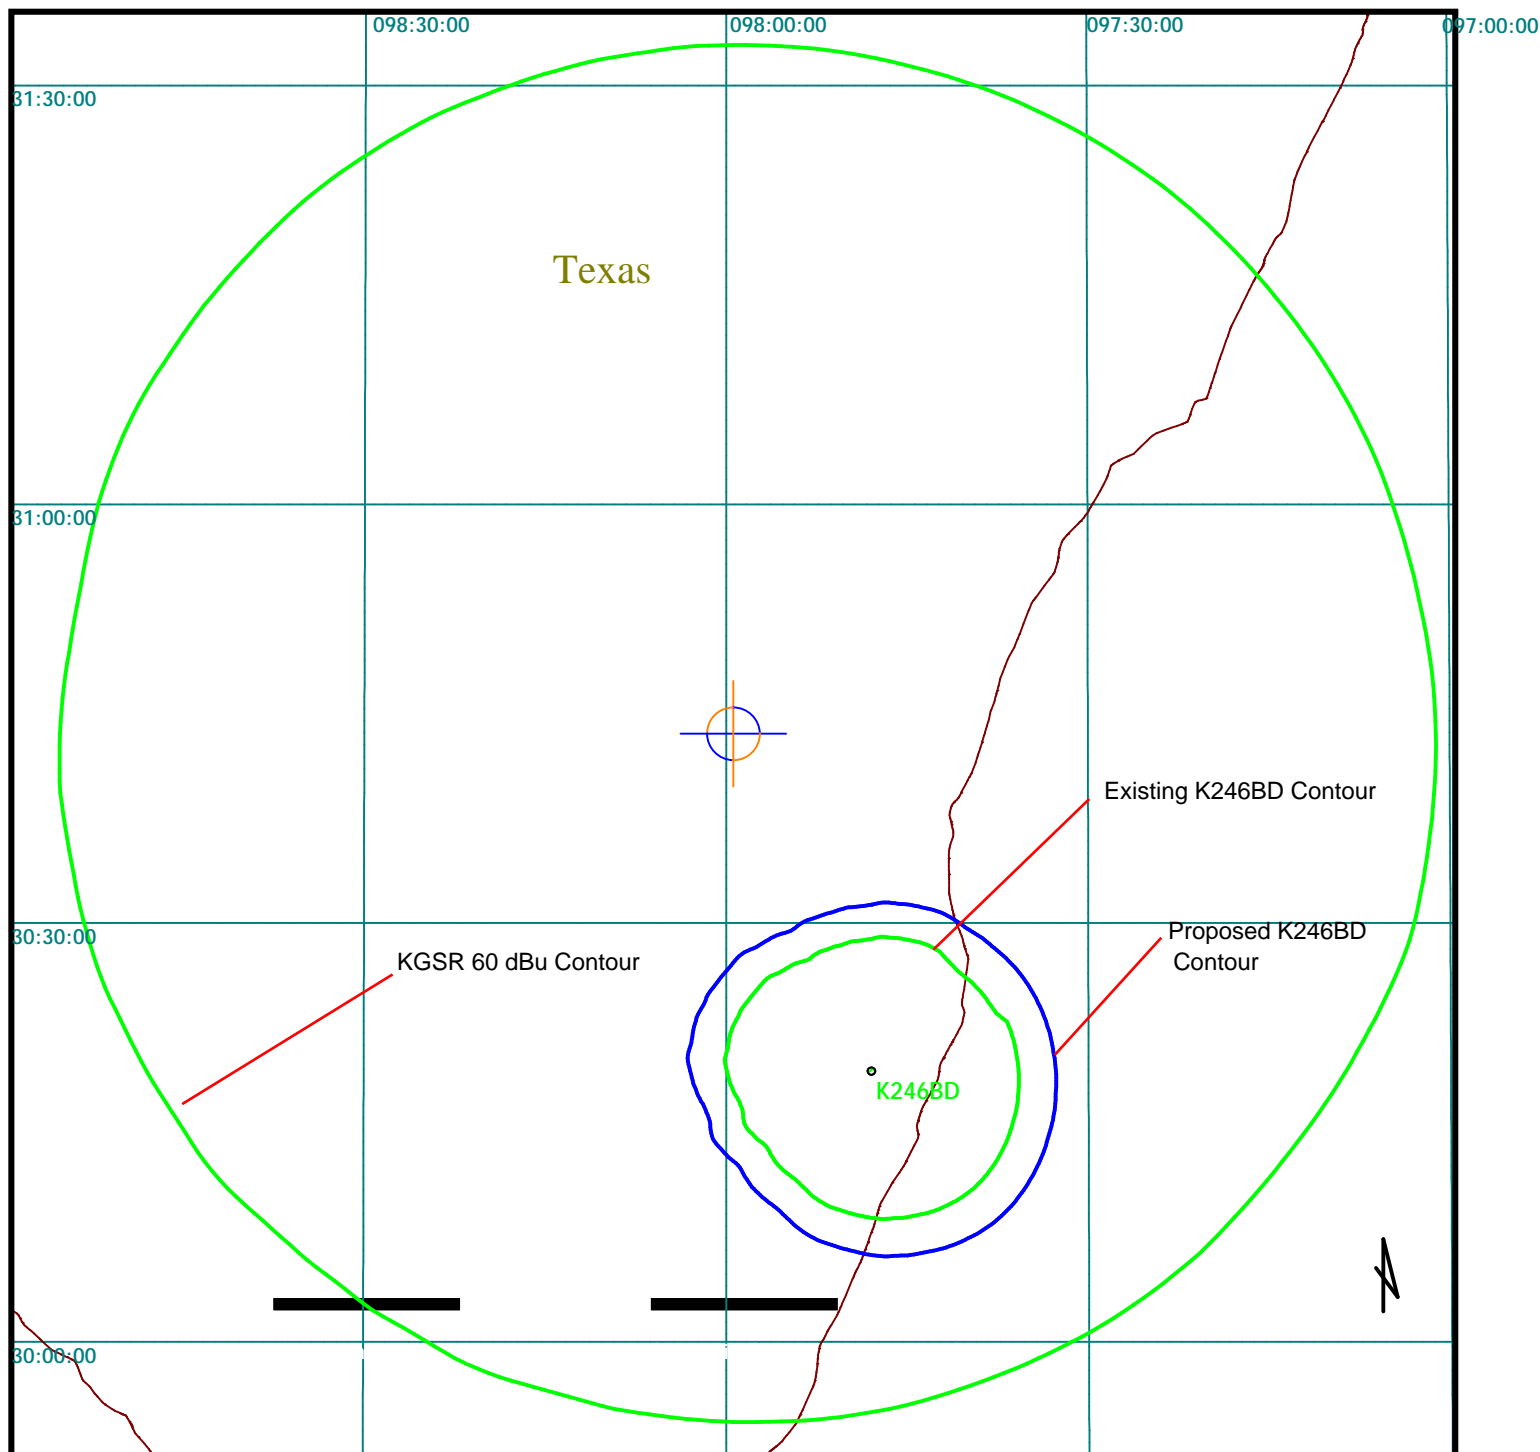 098:30:00
098:00:00
097:30:00
097:00:00
31:30:00
Texas
31:00:00
Existing K246BD Contour
30:30:00
Proposed K246BD
Contour
KGSR 60 dBu Contour
K246BD
30:00:00